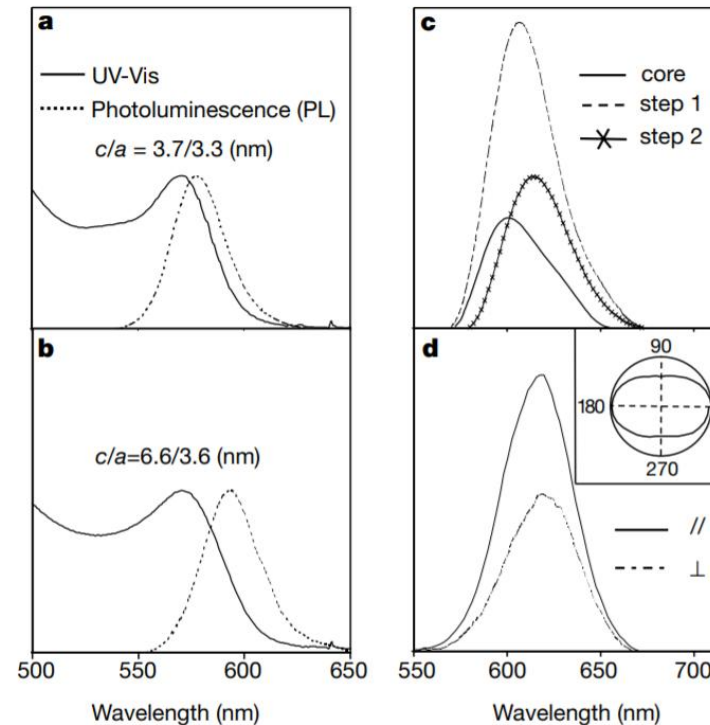 a
UV-Vis
Photoluminescence (PL)
c/a = 3.7/3.3 (nm)
b
c/a=6.6/3.6 (nm)
500 550 600 650
Wavelength (nm)
c
core
step 1
step 2
d
90
180
270
//
⊥
550 600 650 700
Wavelength (nm)